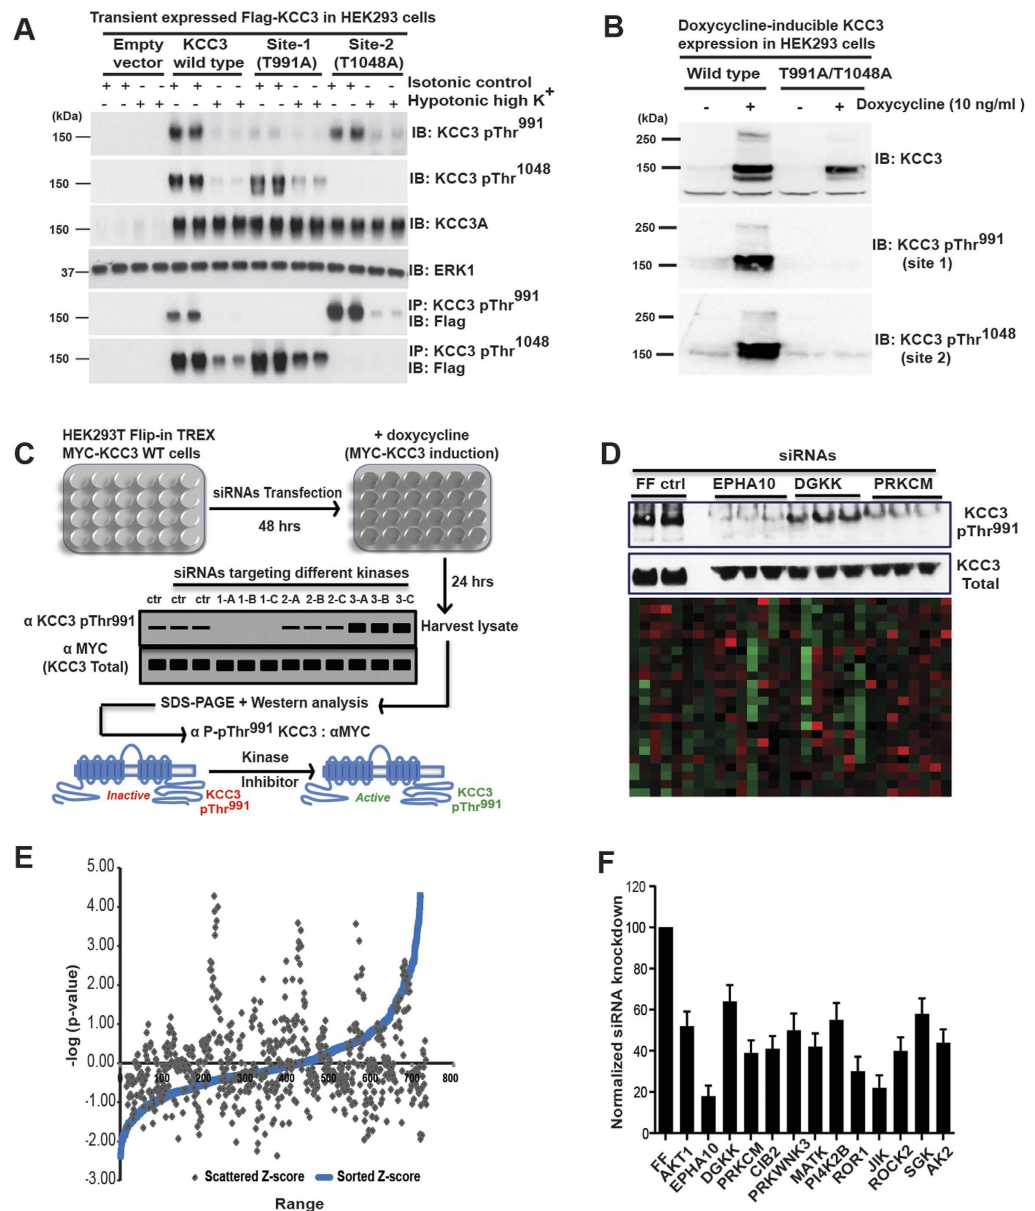 A
Transient expressed Flag-KCC3 in HEK293 cells
Empty vector
KCC3 wild type
Site-1 (T991A)
Site-2 (T1048A)
+ + - - + + - - + + - - + + - - Isotonic control
- - + + - - + + - - + + - - + + Hypotonic high K+
(kDa)
150 IB: KCC3 pThr991
150 IB: KCC3 pThr1048
150 IB: KCC3A
37 IB: ERK1
150 IP: KCC3 pThr991
IB: Flag
150 IP: KCC3 pThr1048
IB: Flag
B
Doxycycline-inducible KCC3
expression in HEK293 cells
Wild type T991A/T1048A
- + - + Doxycycline (10 ng/ml )
(kDa)
250
150
IB: KCC3
250
150
IB: KCC3 pThr991
(site 1)
250
150
IB: KCC3 pThr1048
(site 2)
C
HEK293T Flip-in TREX
MYC-KCC3 WT cells
siRNAs Transfection
48 hrs
+ doxycycline
(MYC-KCC3 induction)
24 hrs
Harvest lysate
siRNAs targeting different kinases
ctr ctr ctr 1-A 1-B 1-C 2-A 2-B 2-C 3-A 3-B 3-C
α KCC3 pThr991
α MYC
(KCC3 Total)
SDS-PAGE + Western analysis
α P-pThr991 KCC3 : αMYC
Inactive
KCC3
pThr991
Kinase
Inhibitor
Active
KCC3
pThr991
D
siRNAs
FF ctrl EPHA10 DGKK PRKCM
KCC3
pThr991
KCC3
Total
E
-log (p-value)
5.00
4.00
3.00
2.00
1.00
0.00
-1.00
-2.00
-3.00
0 100 200 300 400 500 600 700 800
Scattered Z-score Sorted Z-score
Range
F
Normalized siRNA knockdown
120
100
80
60
40
20
0
FF
AKT1
EPHA10
DGKK
PRKCM
CIB2
PRKWNK3
MATK
PI4K2B
ROR1
JIK
ROCK2
SGK
AK2